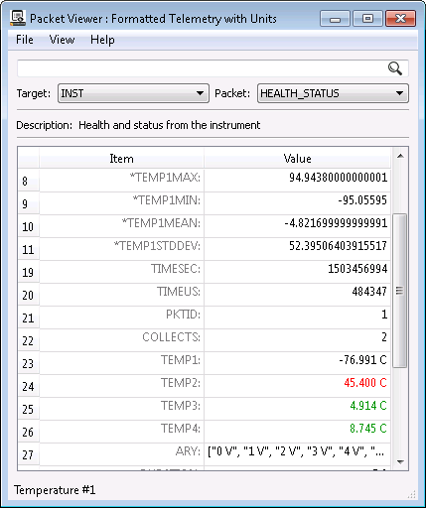 Packet Viewer : Formatted Telemetry with Units
File View Help
Target: INST Packet: HEALTH_STATUS
Description: Health and status from the instrument
Item Value
8 *TEMP1MAX: 94.94380000000001
9 *TEMP1MIN: -95.05595
10 *TEMP1MEAN: -4.821699999999991
11 *TEMP1STDDEV: 52.39506403915517
19 TIMESEC: 1503456994
20 TIMEUS: 484347
21 PKTID: 1
22 COLLECTS: 2
23 TEMP1: -76.991 C
24 TEMP2: 45.400 C
25 TEMP3: 4.914 C
26 TEMP4: 8.745 C
27 ARY: ["0 V", "1 V", "2 V", "3 V", "4 V", "...
Temperature #1